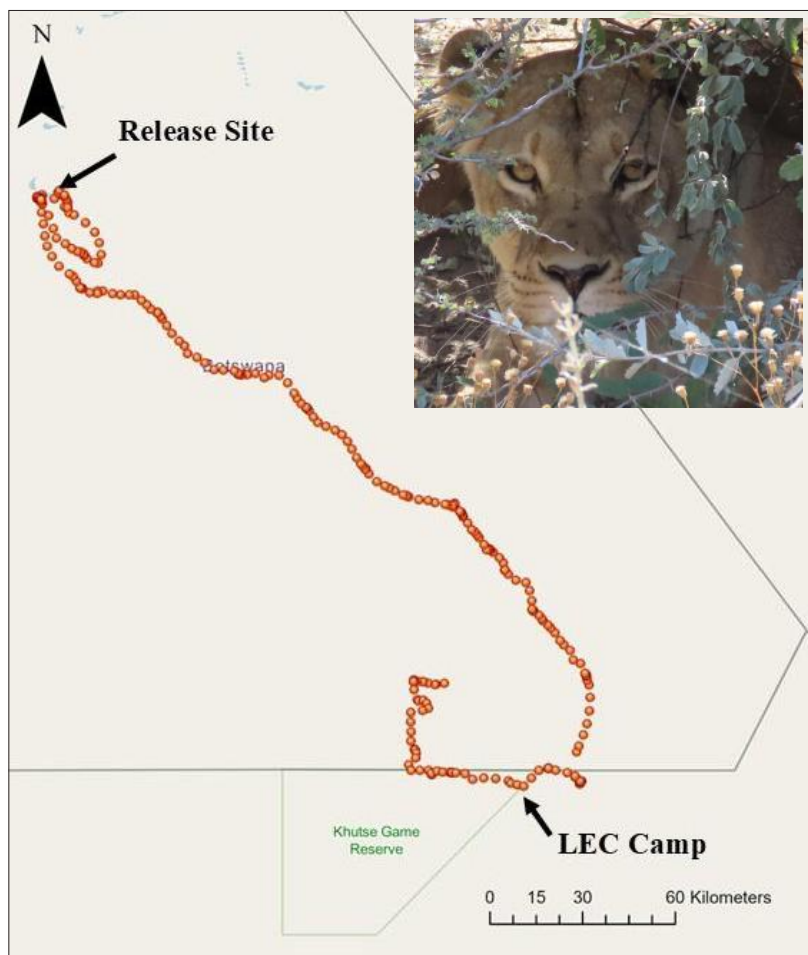 N
Release Site
Botswana
Khutse Game
Reserve
LEC Camp
0 15 30 60 Kilometers